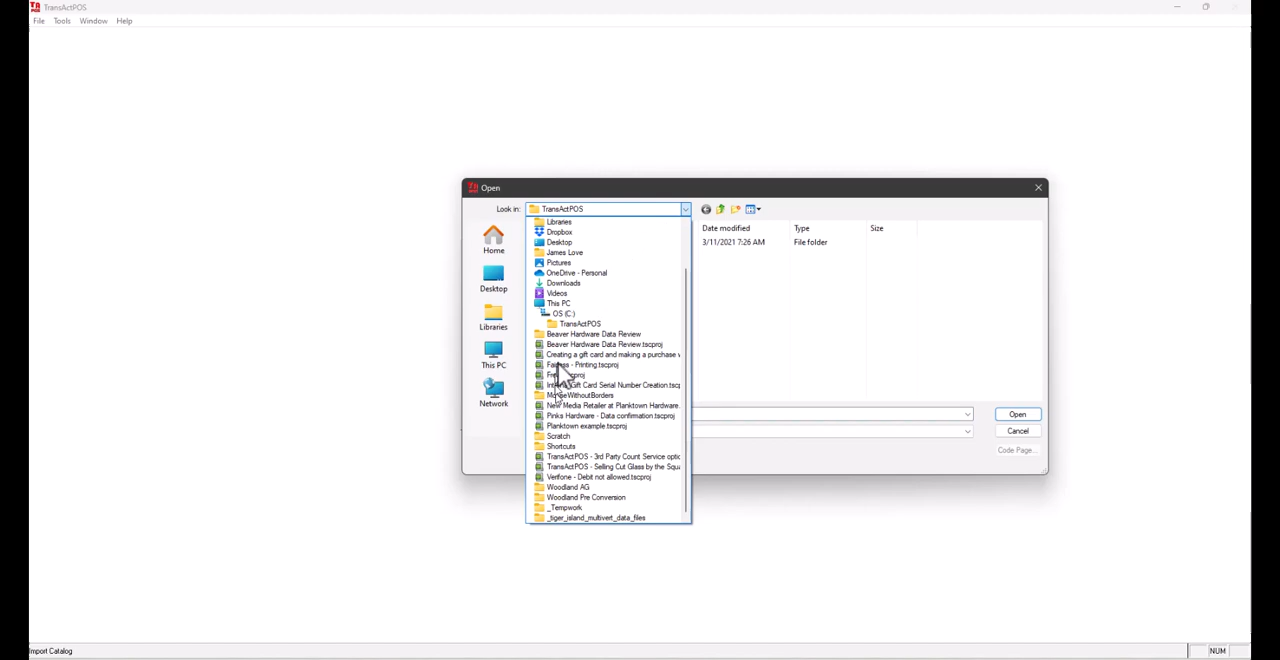 TransActPOS
File Tools Window Help
Open
Look in: TransActPOS
Libraries
Dropbox
Desktop
James Love
Pictures
OneDrive - Personal
Downloads
Videos
This PC
OS (C:)
TransActPOS
Beaver Hardware Data Review
Beaver Hardware Data Review.tscproj
Creating a gift card and making a purchase
Printing.tscproj
Gift Card Serial Number Creation.tscp
New Media Retailer at Planktown Hardware.
Pinks Hardware - Data confirmation.tscproj
Planktown example.tscproj
Scratch
Shortcuts
TransActPOS - 3rd Party Count Service optic
TransActPOS - Selling Cut Glass by the Squa
Verifone - Debit not allowed.tscproj
Woodland AG
Woodland Pre Conversion
_Tempwork
_tiger_island_multivert_data_files
Home
Desktop
Libraries
This PC
Network
Date modified Type Size
3/11/2021 7:26 AM File folder
Open
Cancel
Code Page...
Import Catalog NUM